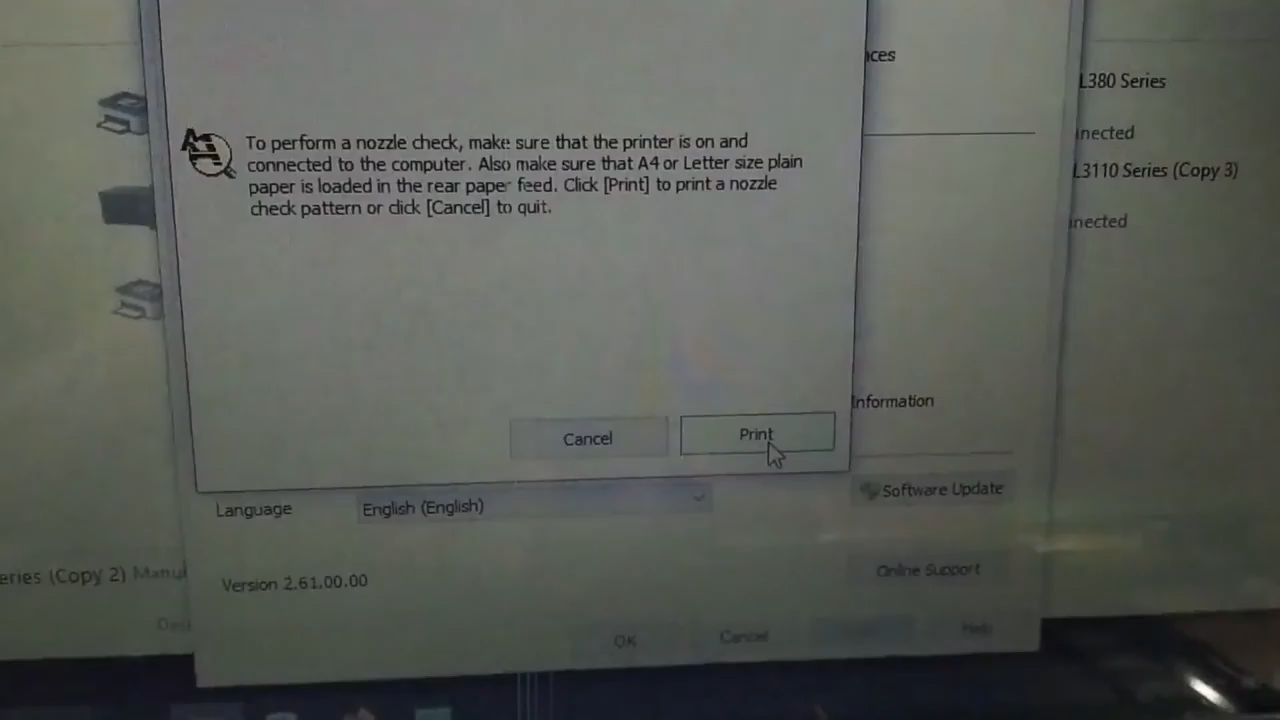 ices
L380 Series
To perform a nozzle check, make sure that the printer is on and
connected to the computer. Also make sure that A4 or Letter size plain
paper is loaded in the rear paper feed. Click [Print] to print a nozzle
check pattern or click [Cancel] to quit.
nected
L3110 Series (Copy 3)
nected
Information
Cancel
Print
Language
English (English)
Software Update
eries (Copy 2)
Version 2.61.00.00
Online Support
OK
Cancel
Help